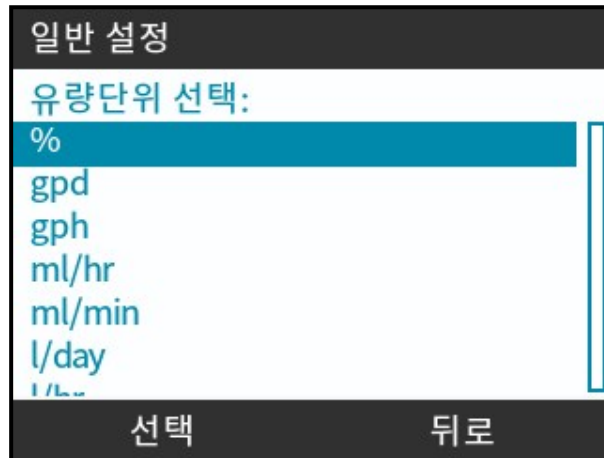 일반 설정
유량단위 선택:
%
gpd
gph
ml/hr
ml/min
l/day
l/hr
선택 뒤로